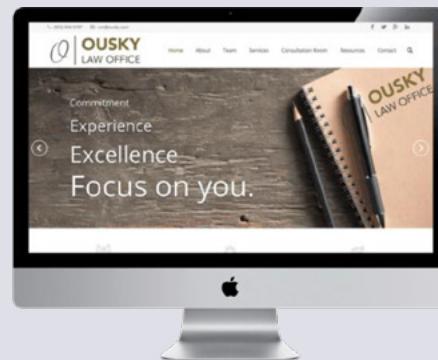 OUSKY
LAW OFFICE
Home About Team Services Consultation Room Resources Contact
Commitment
Experience
Excellence
Focus on you.
OUSKY
LAW OFFICE